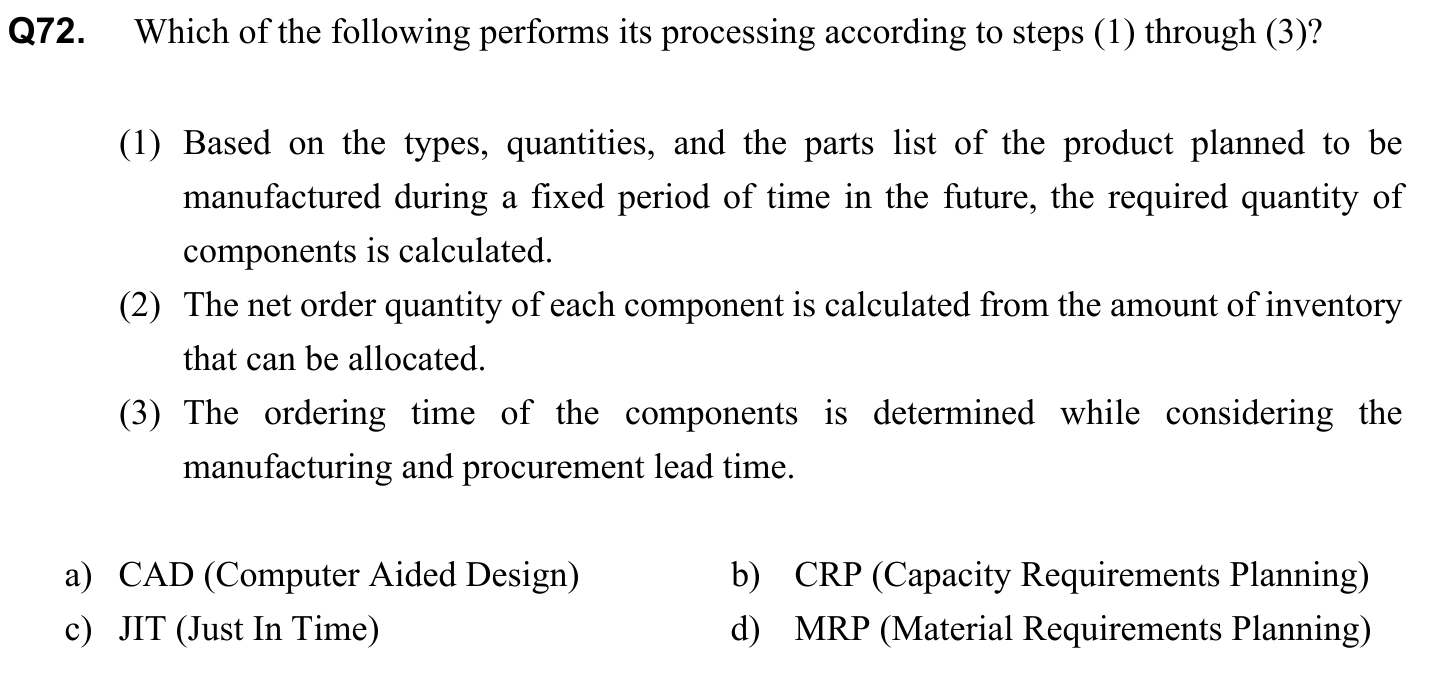 Q72. Which of the following performs its processing according to steps (1) through (3)?
(1) Based on the types, quantities, and the parts list of the product planned to be
manufactured during a fixed period of time in the future, the required quantity of
components is calculated.
(2) The net order quantity of each component is calculated from the amount of inventory
that can be allocated.
(3) The ordering time of the components is determined while considering the
manufacturing and procurement lead time.
a) CAD (Computer Aided Design) b) CRP (Capacity Requirements Planning)
c) JIT (Just In Time) d) MRP (Material Requirements Planning)